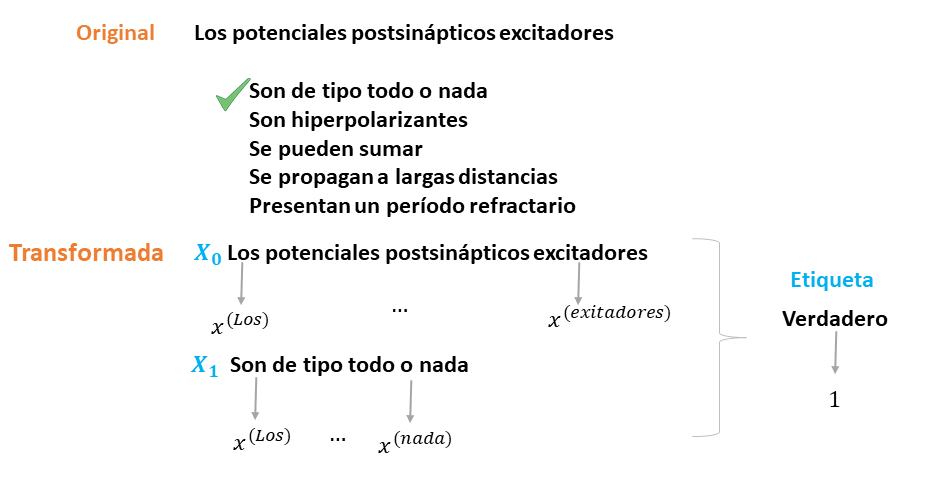 Original Los potenciales postsinápticos excitadores
Son de tipo todo o nada
Son hiperpolarizantes
Se pueden sumar
Se propagan a largas distancias
Presentan un período refractario
Transformada X₀ Los potenciales postsinápticos excitadores
x^(Los) ... x^(exitadores)
X₁ Son de tipo todo o nada
x^(Los) ... x^(nada)
Etiqueta
Verdadero
1